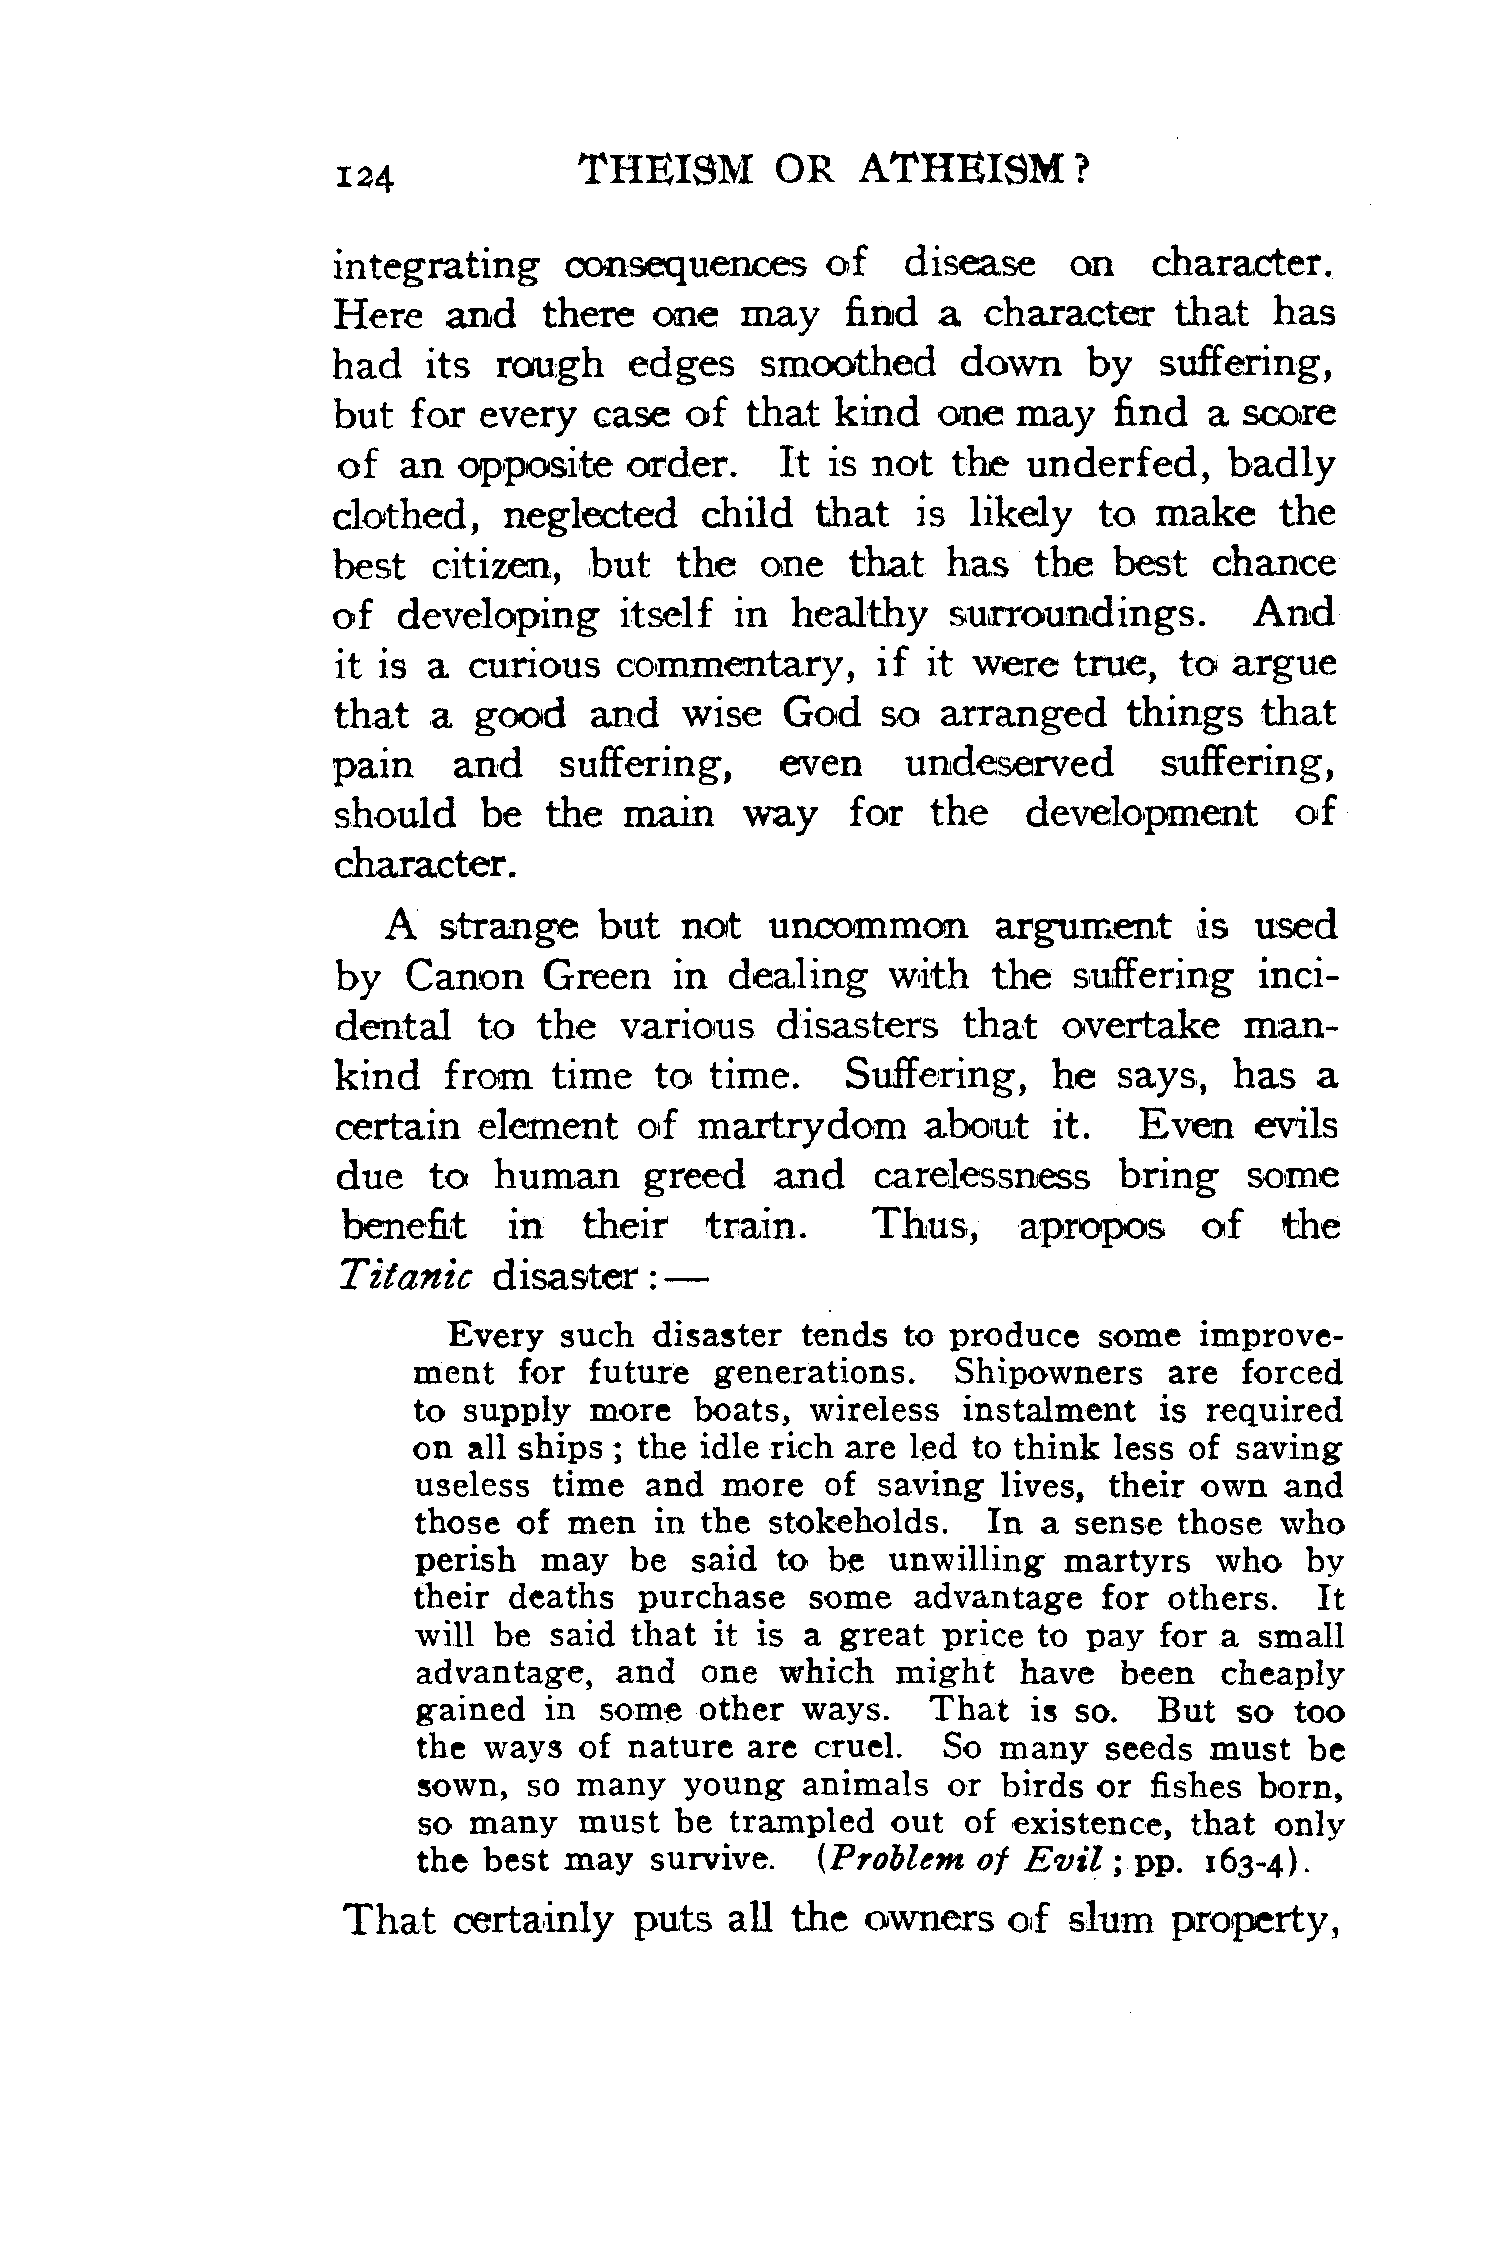 124 THEISM OR ATHEISM?
integrating consequences of disease on character.
Here and there one may find a character that has
had its rough edges smoothed down by suffering,
but for every case of that kind one may find a score
of an opposite order. It is not the underfed, badly
clothed, neglected child that is likely to make the
best citizen, but the one that has the best chance
of developing itself in healthy surroundings. And
it is a curious commentary, if it were true, to argue
that a good and wise God so arranged things that
pain and suffering, even undeserved suffering,
should be the main way for the development of
character.
A strange but not uncommon argument is used
by Canon Green in dealing with the suffering inci-
dental to the various disasters that overtake man-
kind from time to time. Suffering, he says, has a
certain element of martrydom about it. Even evils
due to human greed and carelessness bring some
benefit in their train. Thus, apropos of the
Titanic disaster:—
Every such disaster tends to produce some improve-
ment for future generations. Shipowners are forced
to supply more boats, wireless instalment is required
on all ships; the idle rich are led to think less of saving
useless time and more of saving lives, their own and
those of men in the stokeholds. In a sense those who
perish may be said to be unwilling martyrs who by
their deaths purchase some advantage for others. It
will be said that it is a great price to pay for a small
advantage, and one which might have been cheaply
gained in some other ways. That is so. But so too
the ways of nature are cruel. So many seeds must be
sown, so many young animals or birds or fishes born,
so many must be trampled out of existence, that only
the best may survive. (Problem of Evil; pp. 163-4).
That certainly puts all the owners of slum property,